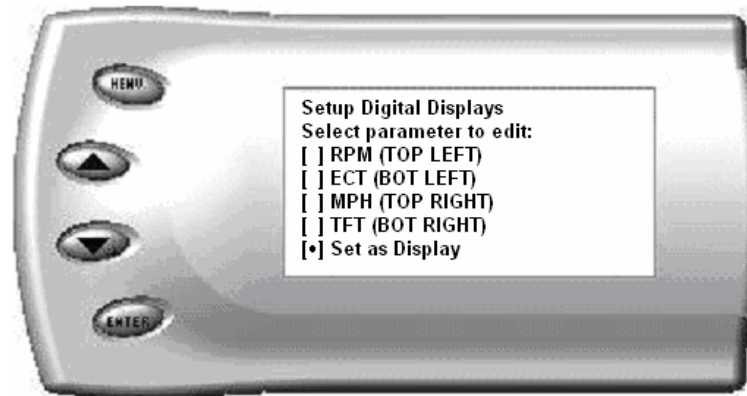 MENU
Setup Digital Displays
Select parameter to edit:
[ ] RPM (TOP LEFT)
[ ] ECT (BOT LEFT)
[ ] MPH (TOP RIGHT)
[ ] TFT (BOT RIGHT)
[•] Set as Display
ENTER